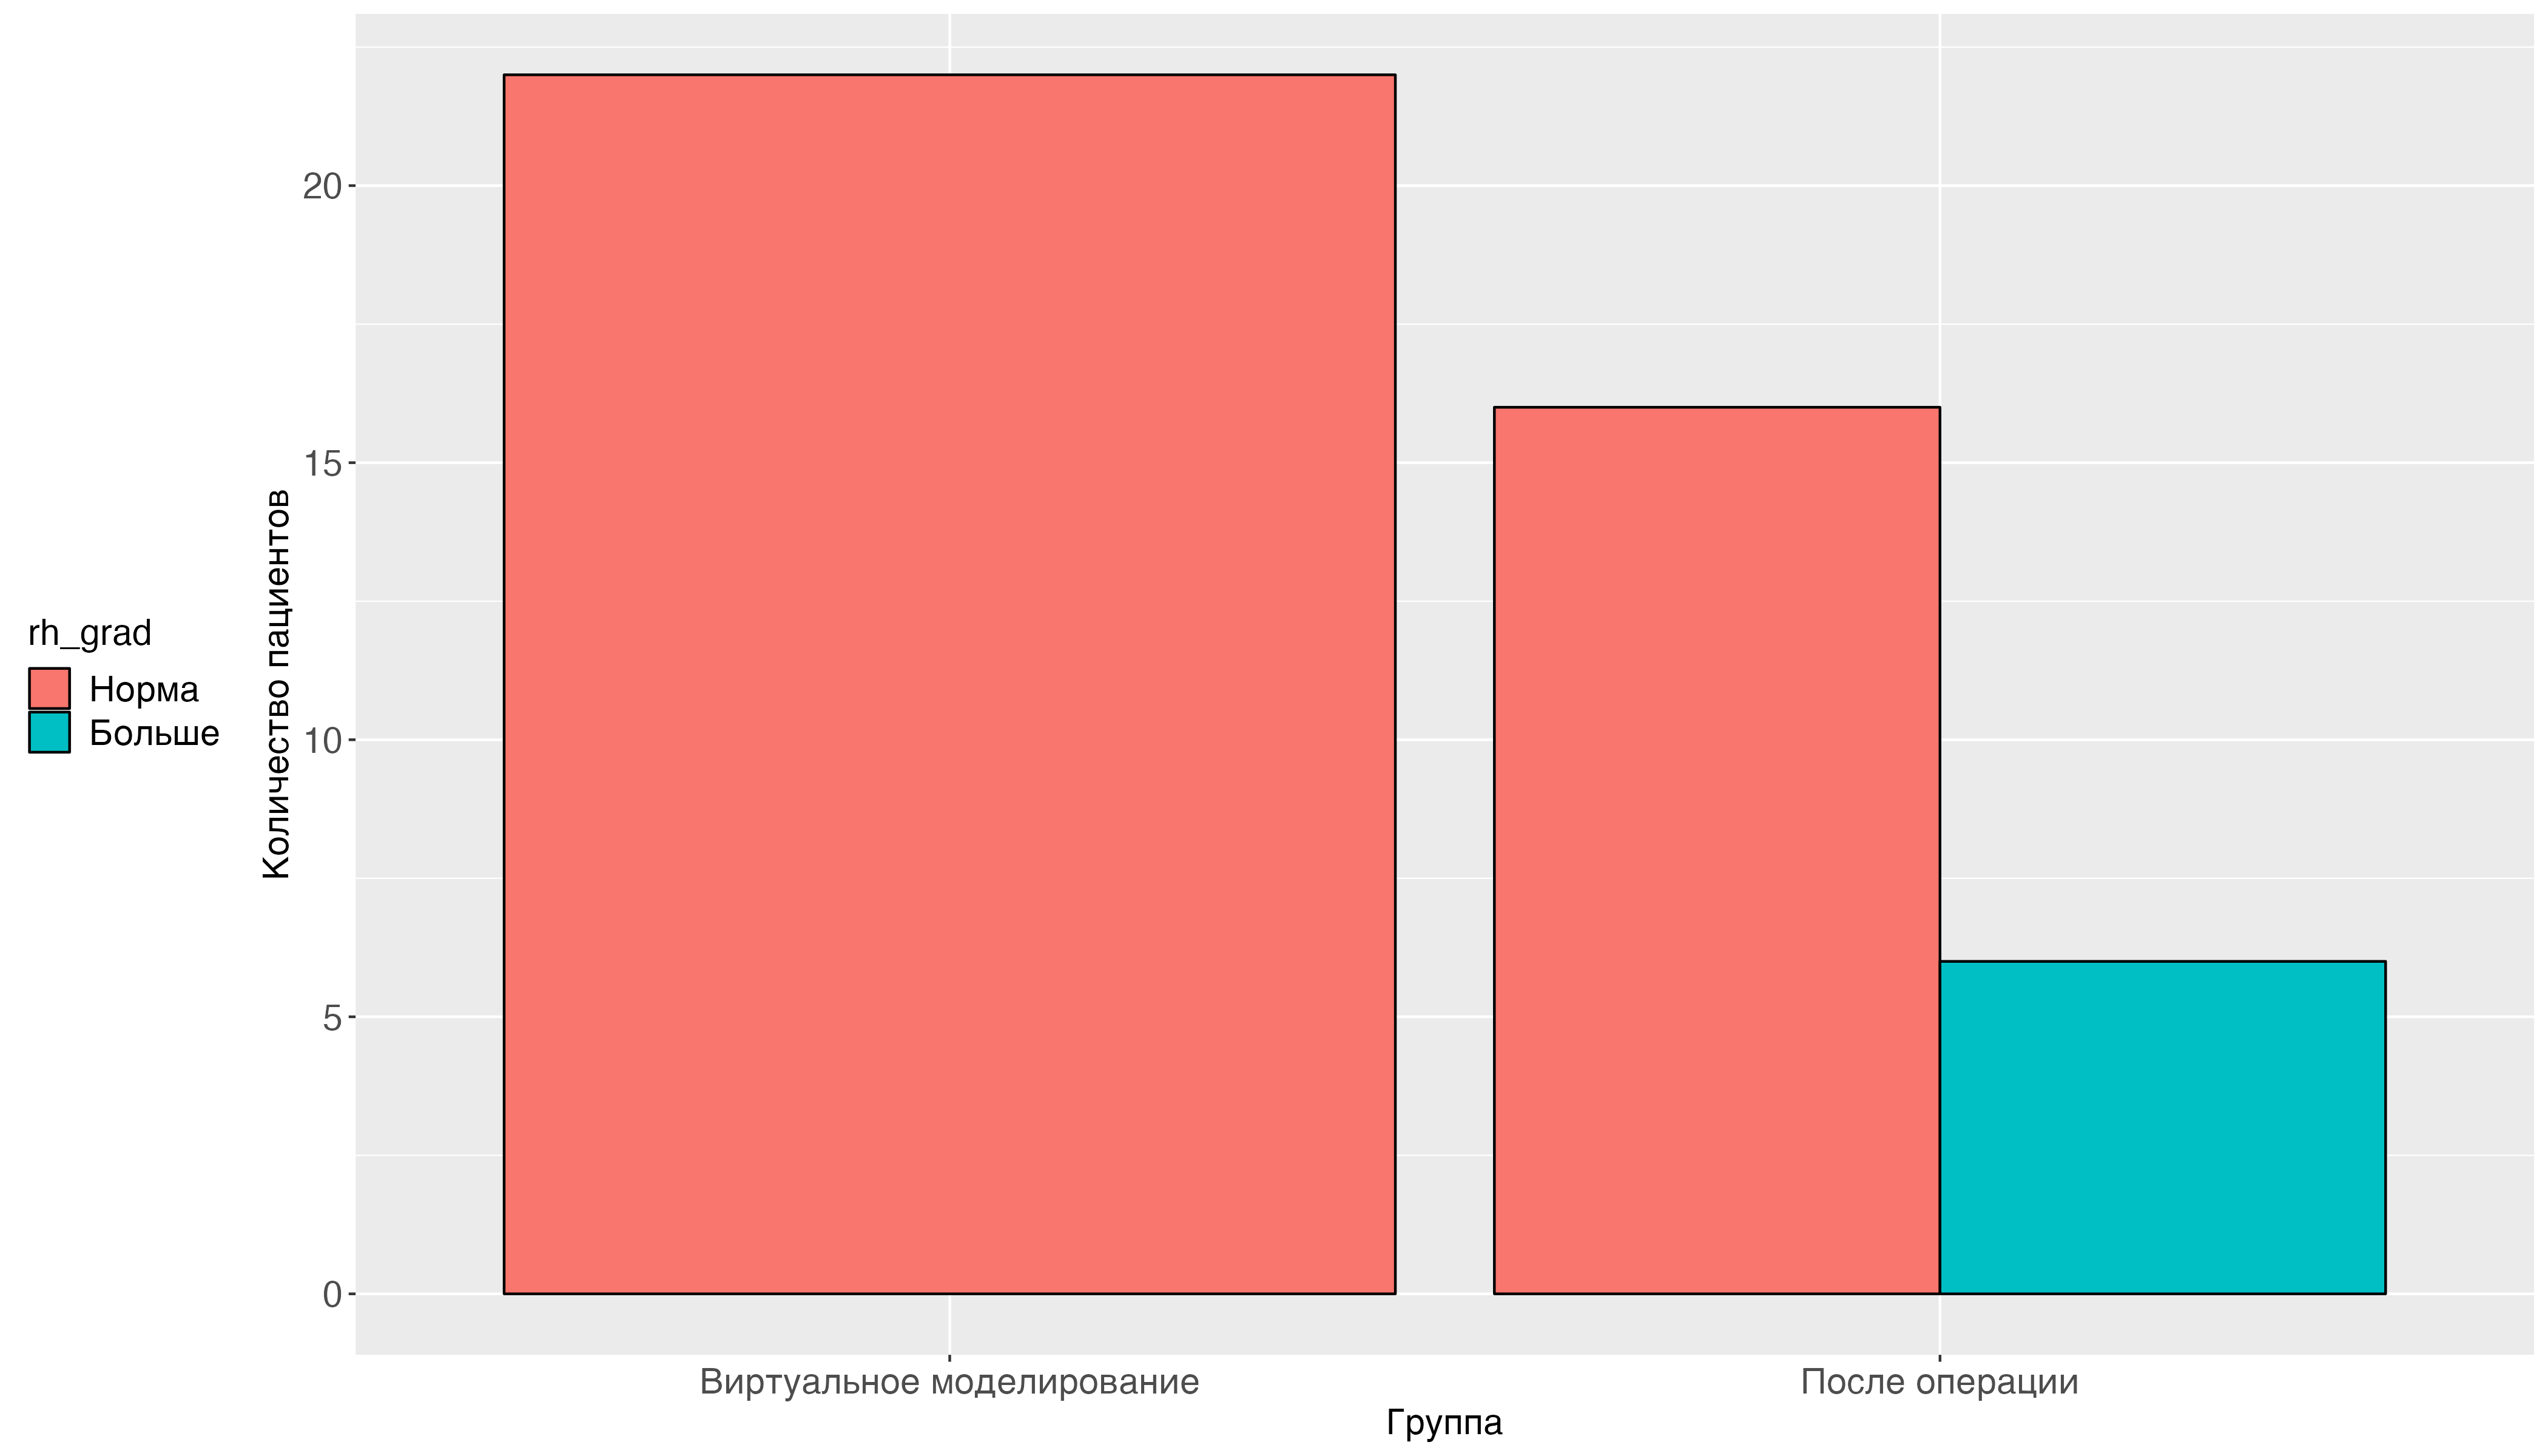 rh_grad
Норма
Больше
Количество пациентов
20
15
10
5
0
Виртуальное моделирование
После операции
Группа